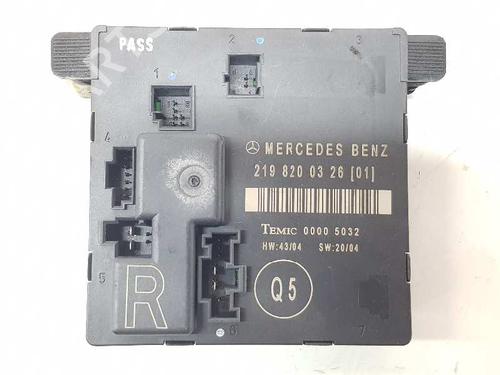 PASS
2
3
1
4
MERCEDES BENZ
219 820 03 26 [01]
TEMIC 0000 5032
HW:43/04 SW:20/04
5
R
Q5
6
7